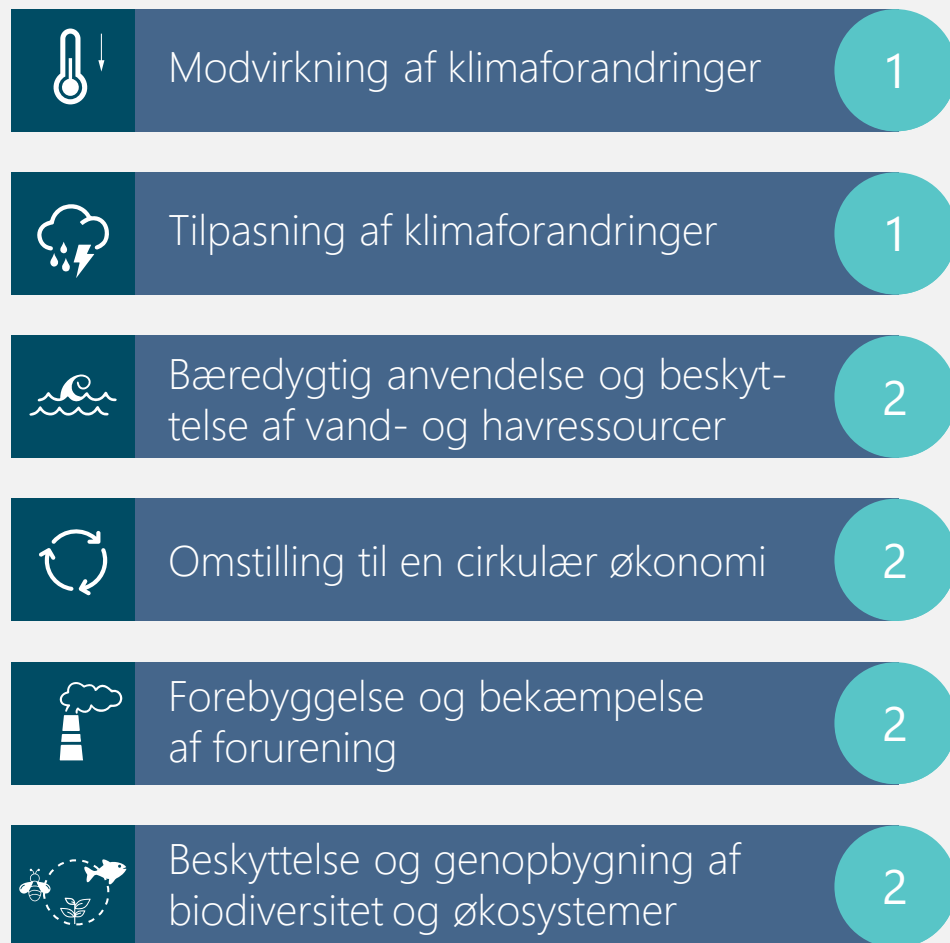 Modvirkning af klimaforandringer
1
Tilpasning af klimaforandringer
1
Bæredygtig anvendelse og beskyt-
telse af vand- og havressourcer
2
Omstilling til en cirkulær økonomi
2
Forebyggelse og bekæmpelse
af forurening
2
Beskyttelse og genopbygning af
biodiversitet og økosystemer
2